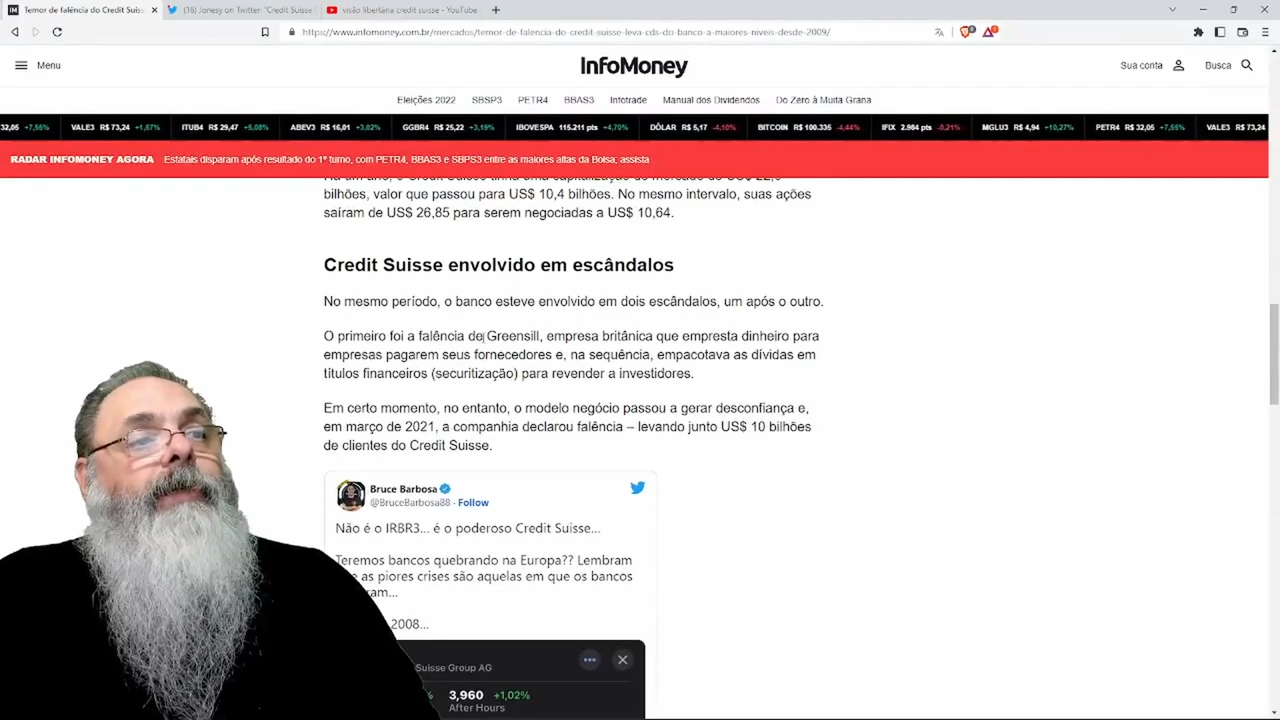 Temor de falência do Credit Suiss
(16) Jonesy on Twitter: "Credit Suisse
visão libertária credit suisse - YouTube
https://www.infomoney.com.br/mercados/temor-de-falencia-do-credit-suisse-leva-cds-do-banco-a-maiores-niveis-desde-2009/
Menu
InfoMoney
Sua conta
Busca
Eleições 2022 SBSP3 PETR4 BBAS3 Infotrade Manual dos Dividendos Do Zero à Muita Grana
32,05 +7,55% VALE3 R$ 73,24 +1,67% ITUB4 R$ 29,47 +5,08% ABEV3 R$ 16,01 +3,02% GGBR4 R$ 25,22 +3,19% IBOVESPA 115.211 pts +4,70% DÓLAR R$ 5,17 -4,10% BITCOIN R$ 100.335 -4,44% IFIX 2.984 pts -0,21% MGLU3 R$ 4,94 +10,27% PETR4 R$ 32,05 +7,55% VALE3 R$ 73,24
RADAR INFOMONEY AGORA Estatais disparam após resultado do 1º turno, com PETR4, BBAS3 e SBPS3 entre as maiores altas da Bolsa, assista
bilhões, valor que passou para US$ 10,4 bilhões. No mesmo intervalo, suas ações
saíram de US$ 26,85 para serem negociadas a US$ 10,64.
Credit Suisse envolvido em escândalos
No mesmo período, o banco esteve envolvido em dois escândalos, um após o outro.
O primeiro foi a falência de Greensill, empresa britânica que empresta dinheiro para
empresas pagarem seus fornecedores e, na sequência, empacotava as dívidas em
títulos financeiros (securitização) para revender a investidores.
Em certo momento, no entanto, o modelo negócio passou a gerar desconfiança e,
em março de 2021, a companhia declarou falência – levando junto US$ 10 bilhões
de clientes do Credit Suisse.
Bruce Barbosa
@BruceBarbosa88 · Follow
Não é o IRBR3... é o poderoso Credit Suisse...
Teremos bancos quebrando na Europa?? Lembram
as piores crises são aquelas em que os bancos
2008...
Suisse Group AG
3,960 +1,02%
After Hours